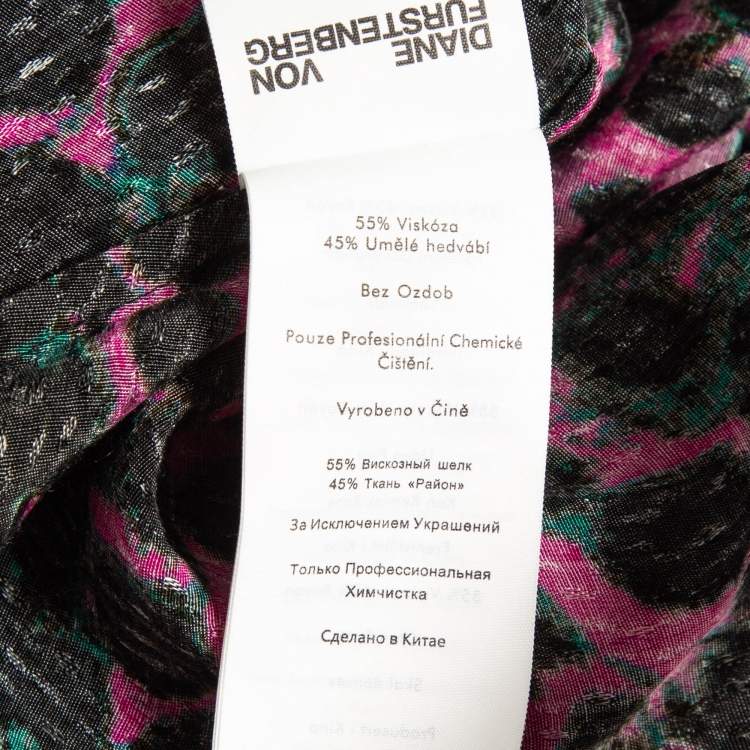 DIANE
VON
FURSTENBERG
55% Viskóza
45% Umělé hedvábí
Bez Ozdob
Pouze Profesionální Chemické
Čištění.
Vyrobeno v Čině
55% Вискозный шелк
45% Ткань «Район»
За Исключением Украшений
Только Профессиональная
Химчистка
Сделано в Китае